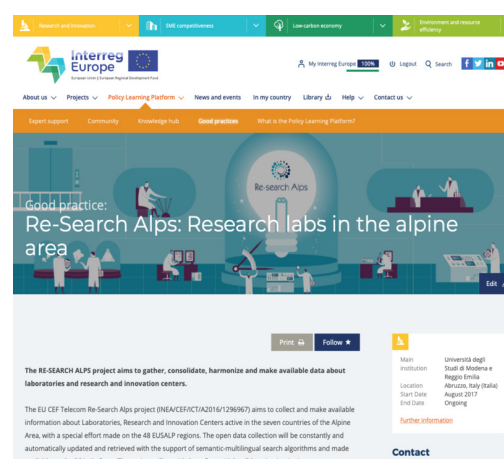 Research and innovation
SME competitiveness
Low-carbon economy
Environment and resource
efficiency
Interreg
Europe
European Union | European Regional Development Fund
My Interreg Europe 100%
Logout
Search
About us
Projects
Policy Learning Platform
News and events
In my country
Library
Help
Contact us
Expert support
Community
Knowledge hub
Good practices
What is the Policy Learning Platform?
Re-search Alps
Good practice:
Re-Search Alps: Research labs in the alpine
area
Edit
Print
Follow
The RE-SEARCH ALPS project aims to gather, consolidate, harmonize and make available data about
laboratories and research and innovation centers.
The EU CEF Telecom Re-Search Alps project (INEA/CEF/ICT/A2016/1296967) aims to collect and make available
information about Laboratories, Research and Innovation Centers active in the seven countries of the Alpine
Area, with a special effort made on the 48 EUSALP regions. The open data collection will be constantly and
automatically updated and retrieved with the support of semantic-multilingual search algorithms and made
Main
institution
Università degli
Studi di Modena e
Reggio Emilia
Location
Abruzzo, Italy (Italia)
Start Date
August 2017
End Date
Ongoing
Further information
Contact